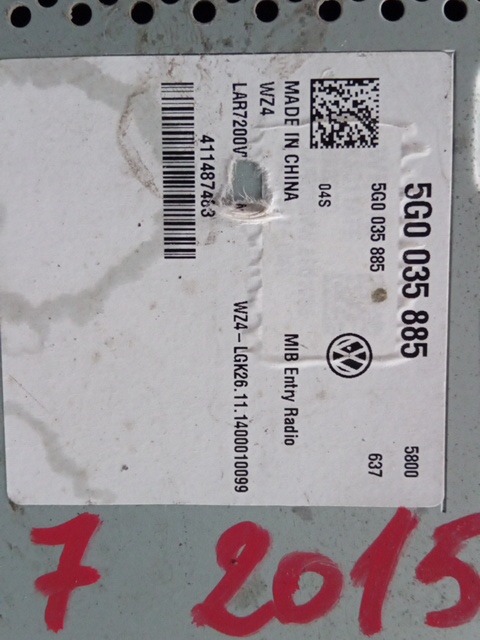 5G0 035 885
5800
5G0 035 885
637
04S
MIB Entry Radio
MADE IN CHINA
WZ4
LAR7200V
WZ4-LGK26.11.1400010099
411487463
7 2015